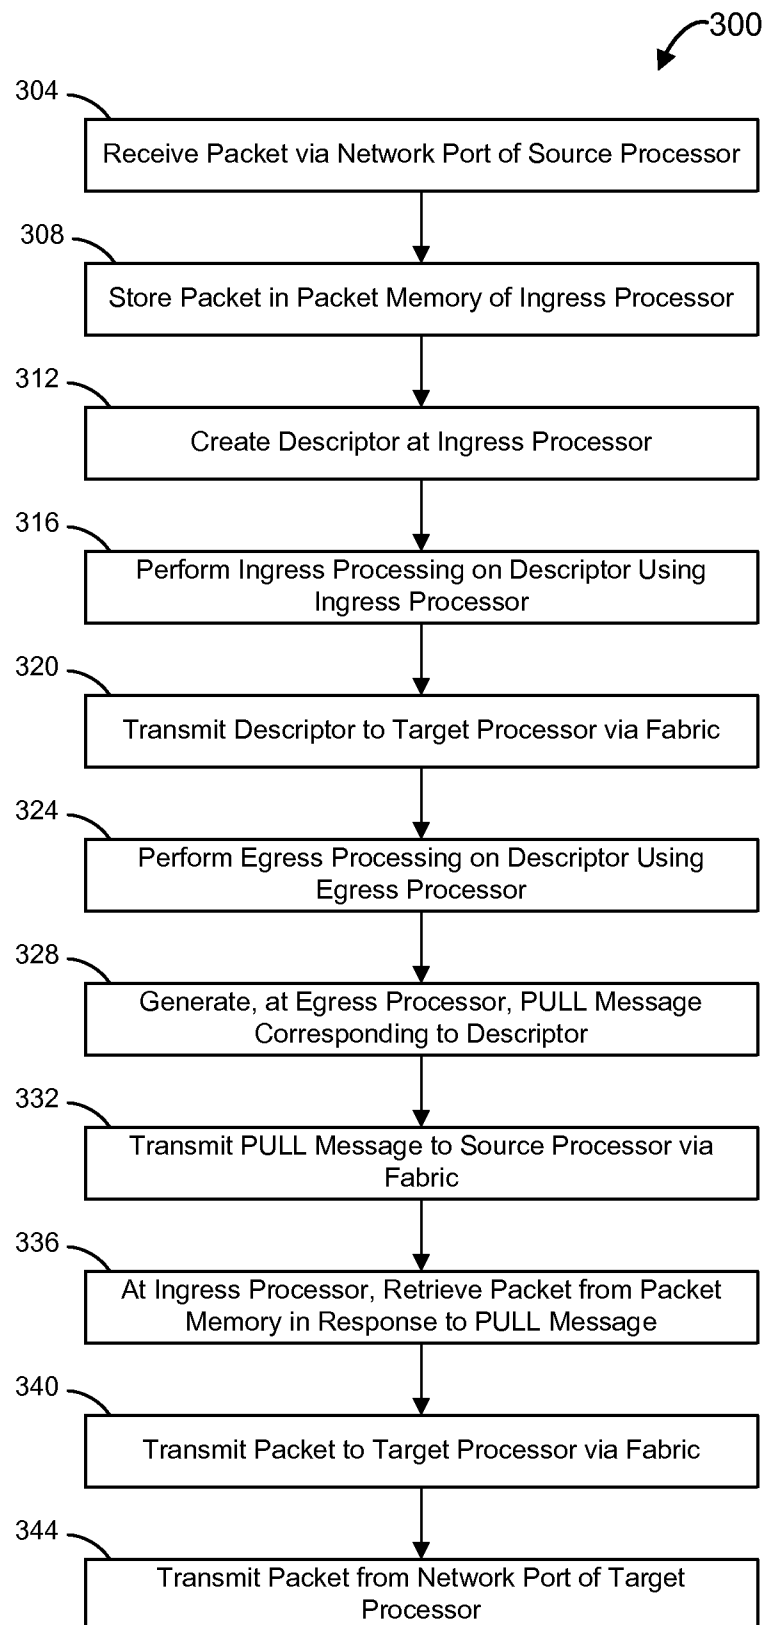 300
304
Receive Packet via Network Port of Source Processor
308
Store Packet in Packet Memory of Ingress Processor
312
Create Descriptor at Ingress Processor
316
Perform Ingress Processing on Descriptor Using
Ingress Processor
320
Transmit Descriptor to Target Processor via Fabric
324
Perform Egress Processing on Descriptor Using
Egress Processor
328
Generate, at Egress Processor, PULL Message
Corresponding to Descriptor
332
Transmit PULL Message to Source Processor via
Fabric
336
At Ingress Processor, Retrieve Packet from Packet
Memory in Response to PULL Message
340
Transmit Packet to Target Processor via Fabric
344
Transmit Packet from Network Port of Target
Processor